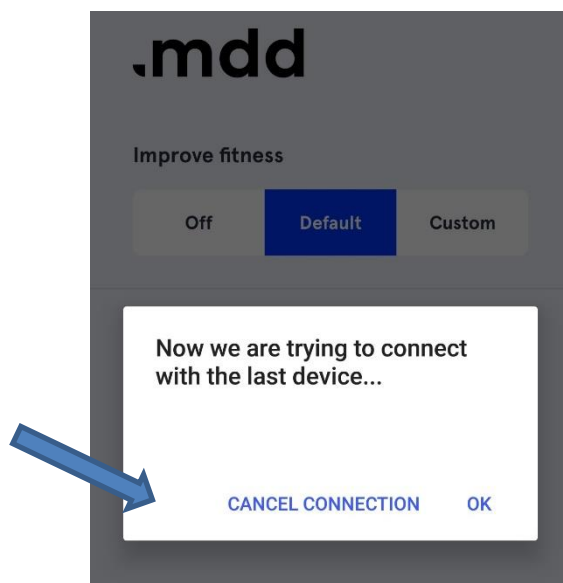 .mdd
Improve fitness
Off Default Custom
Now we are trying to connect
with the last device...
CANCEL CONNECTION OK